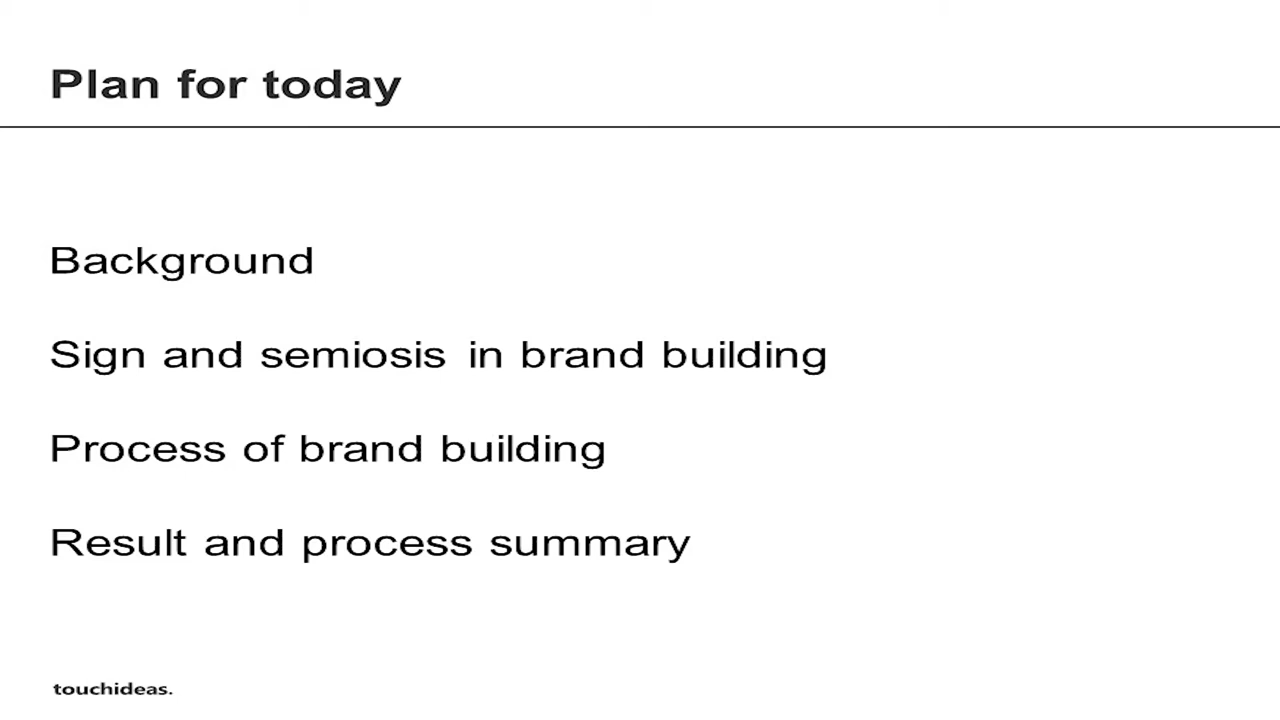 Plan for today
Background
Sign and semiosis in brand building
Process of brand building
Result and process summary
touchideas.